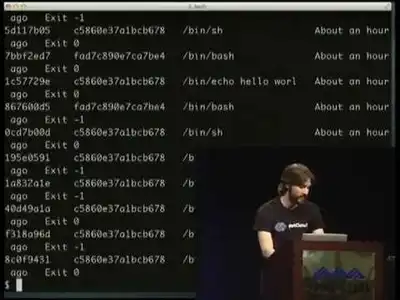 2. bash
ago Exit -1
5d117b05 c5860e37a1bcb678 /bin/sh About an hour
ago Exit 0
7bbf2ed7 fad7c890e7ca7be4 /bin/bash About an hour
ago Exit 0
1c57729e c5860e37a1bcb678 /bin/echo hello worl About an hour
ago Exit 0
867600d5 fad7c890e7ca7be4 /bin/bash About an hour
ago Exit -1
0cd7b00d c5860e37a1bcb678 /bin/sh About an hour
ago Exit 0
195e0591 c5860e37a1bcb678 /b
ago Exit -1
1a832a1e c5860e37a1bcb678 /b
ago Exit -1
40d49a1a c5860e37a1bcb678 /b
ago Exit 0
f318a96d c5860e37a1bcb678 /b
ago Exit -1
8c0f9431 c5860e37a1bcb678 /b
ago Exit 0
$